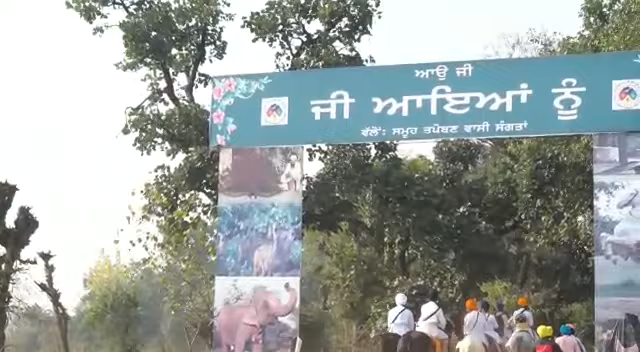 ਆਉ ਜੀ
ਜੀ ਆਇਆਂ ਨੂੰ
ਵੱਲੋਂ: ਸਮੂਹ ਤਪੋਬਣ ਵਾਸੀ ਸੰਗਤਾਂ